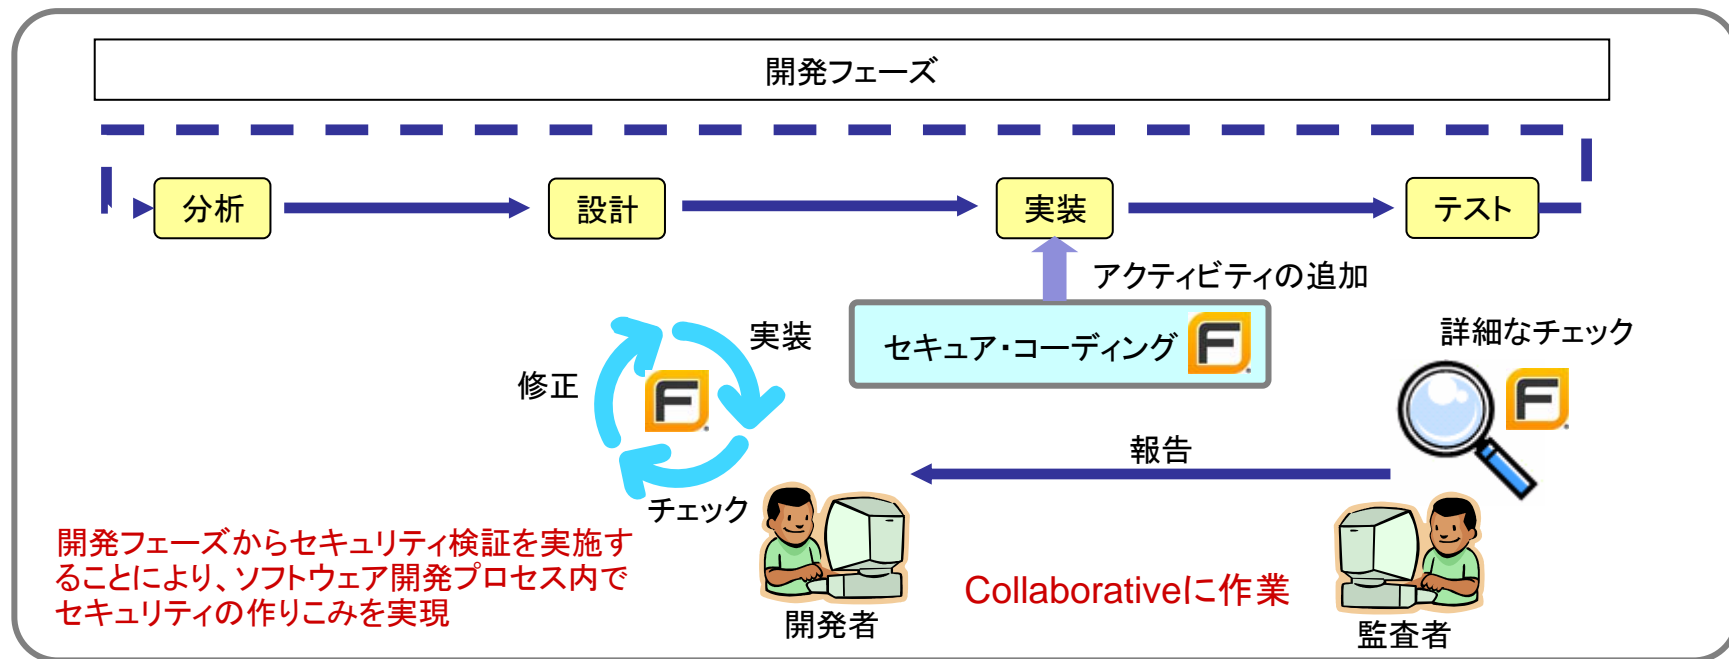 開発フェーズ
分析
設計
実装
テスト
アクティビティの追加
セキュア・コーディング F
詳細なチェック
F
実装
修正
F
チェック
報告
開発フェーズからセキュリティ検証を実施す
ることにより、ソフトウェア開発プロセス内で
セキュリティの作りこみを実現
開発者
Collaborativeに作業
監査者